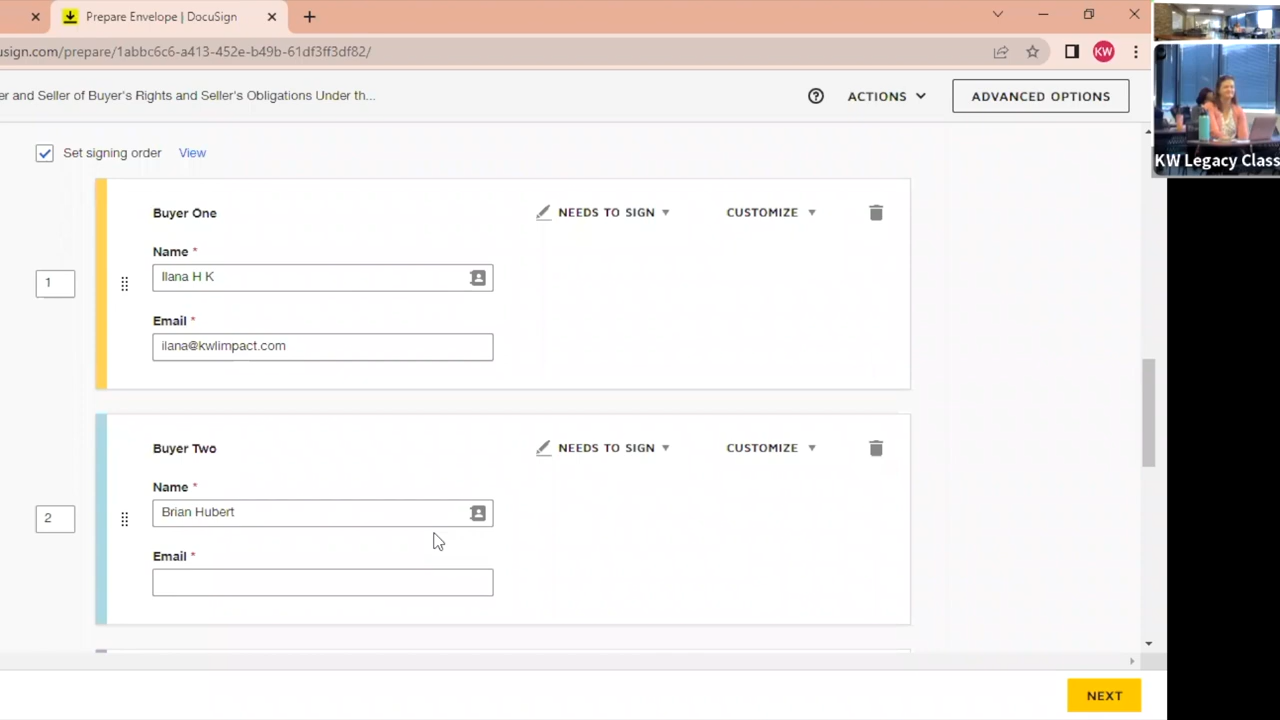 Prepare Envelope | DocuSign
usign.com/prepare/1abbc6c6-a413-452e-b49b-61df3ff3df82/
KW
er and Seller of Buyer's Rights and Seller's Obligations Under th...
ACTIONS
ADVANCED OPTIONS
KW Legacy Class
Set signing order View
Buyer One
NEEDS TO SIGN
CUSTOMIZE
Name *
1
Ilana H K
Email *
ilana@kwlimpact.com
Buyer Two
NEEDS TO SIGN
CUSTOMIZE
Name *
2
Brian Hubert
Email *
NEXT